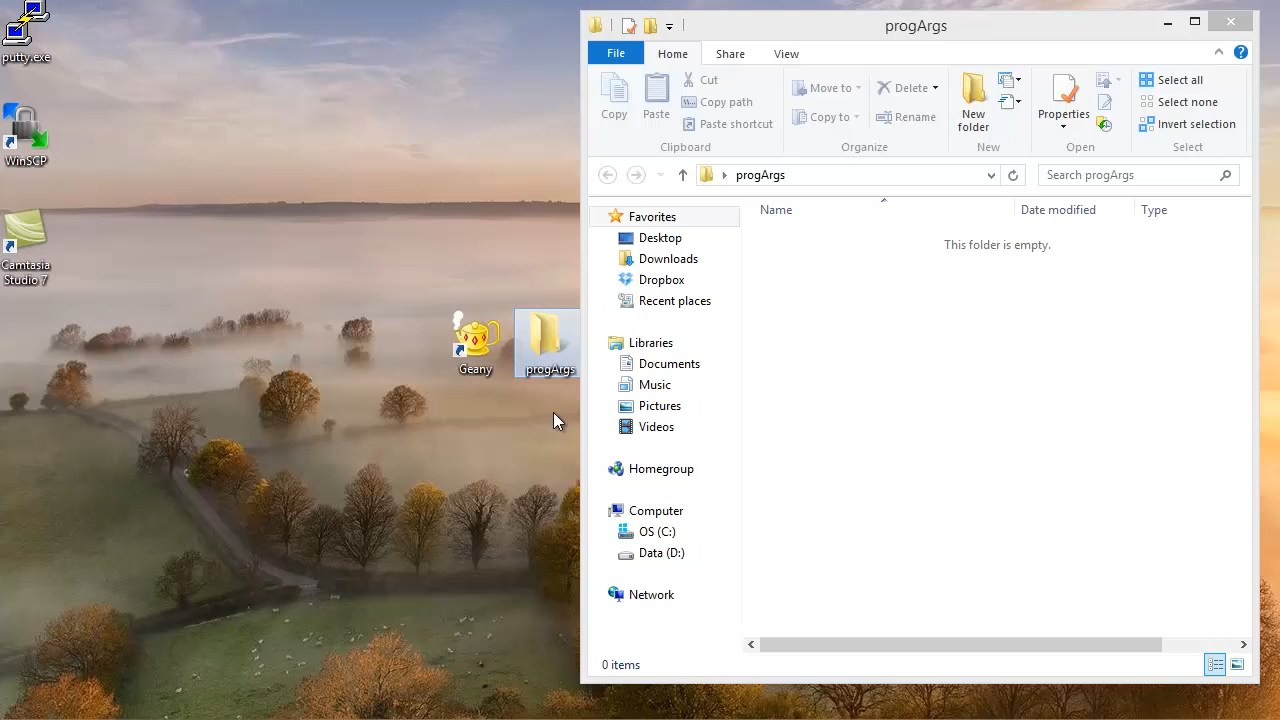 putty.exe
WinSCP
Camtasia
Studio 7
Geany
progArgs
progArgs
File Home Share View
Copy
Paste
Cut
Copy path
Paste shortcut
Clipboard
Move to
Copy to
Delete
Rename
Organize
New
folder
New
Properties
Open
Select all
Select none
Invert selection
Select
progArgs
Search progArgs
Name Date modified Type
This folder is empty.
Favorites
Desktop
Downloads
Dropbox
Recent places
Libraries
Documents
Music
Pictures
Videos
Homegroup
Computer
OS (C:)
Data (D:)
Network
0 items